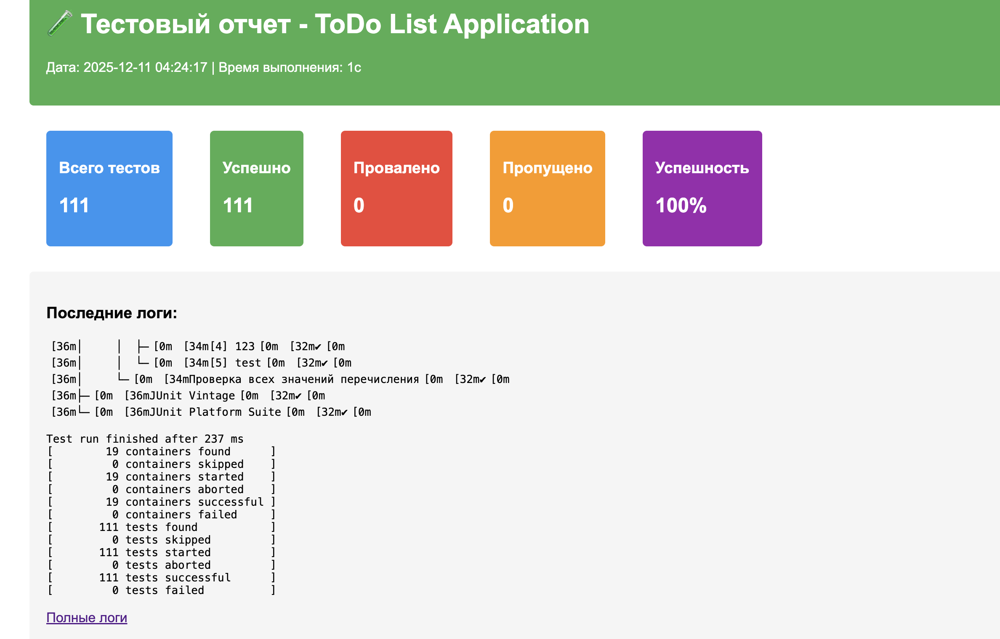 Тестовый отчет - ToDo List Application
Дата: 2025-12-11 04:24:17 | Время выполнения: 1с
Всего тестов
111
Успешно
111
Провалено
0
Пропущено
0
Успешность
100%
Последние логи:
[36m│     │  ├─ [0m  [34m[4] 123 [0m  [32m✔ [0m
[36m│     │  └─ [0m  [34m[5] test [0m  [32m✔ [0m
[36m│     └─ [0m  [34mПроверка всех значений перечисления [0m  [32m✔ [0m
[36m├─ [0m  [36mJUnit Vintage [0m  [32m✔ [0m
[36m└─ [0m  [36mJUnit Platform Suite [0m  [32m✔ [0m
Test run finished after 237 ms
[        19 containers found      ]
[         0 containers skipped    ]
[        19 containers started    ]
[         0 containers aborted    ]
[        19 containers successful ]
[         0 containers failed     ]
[       111 tests found           ]
[         0 tests skipped         ]
[       111 tests started         ]
[         0 tests aborted         ]
[       111 tests successful      ]
[         0 tests failed          ]
Полные логи